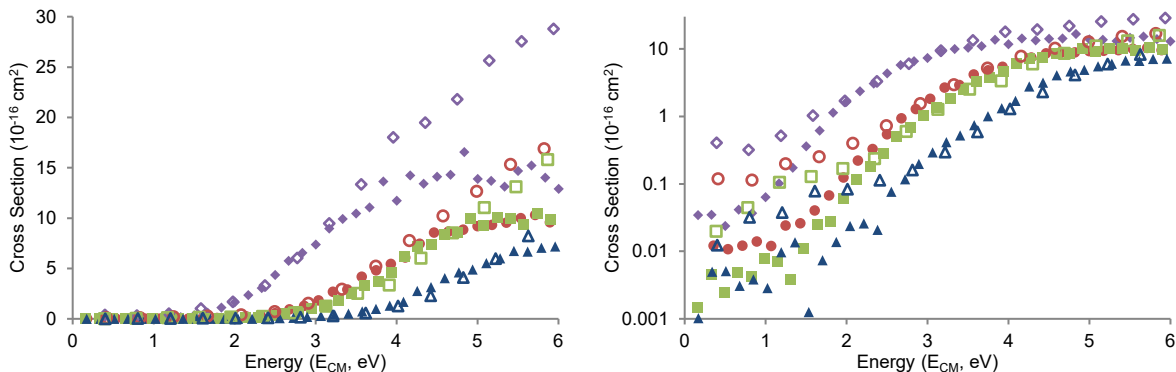 Cross Section (10-16 cm2)
30
25
20
15
10
5
0
0 1 2 3 4 5 6
Energy (ECM, eV)
Cross Section (10-16 cm2)
10
1
0.1
0.01
0.001
0 1 2 3 4 5 6
Energy (ECM, eV)